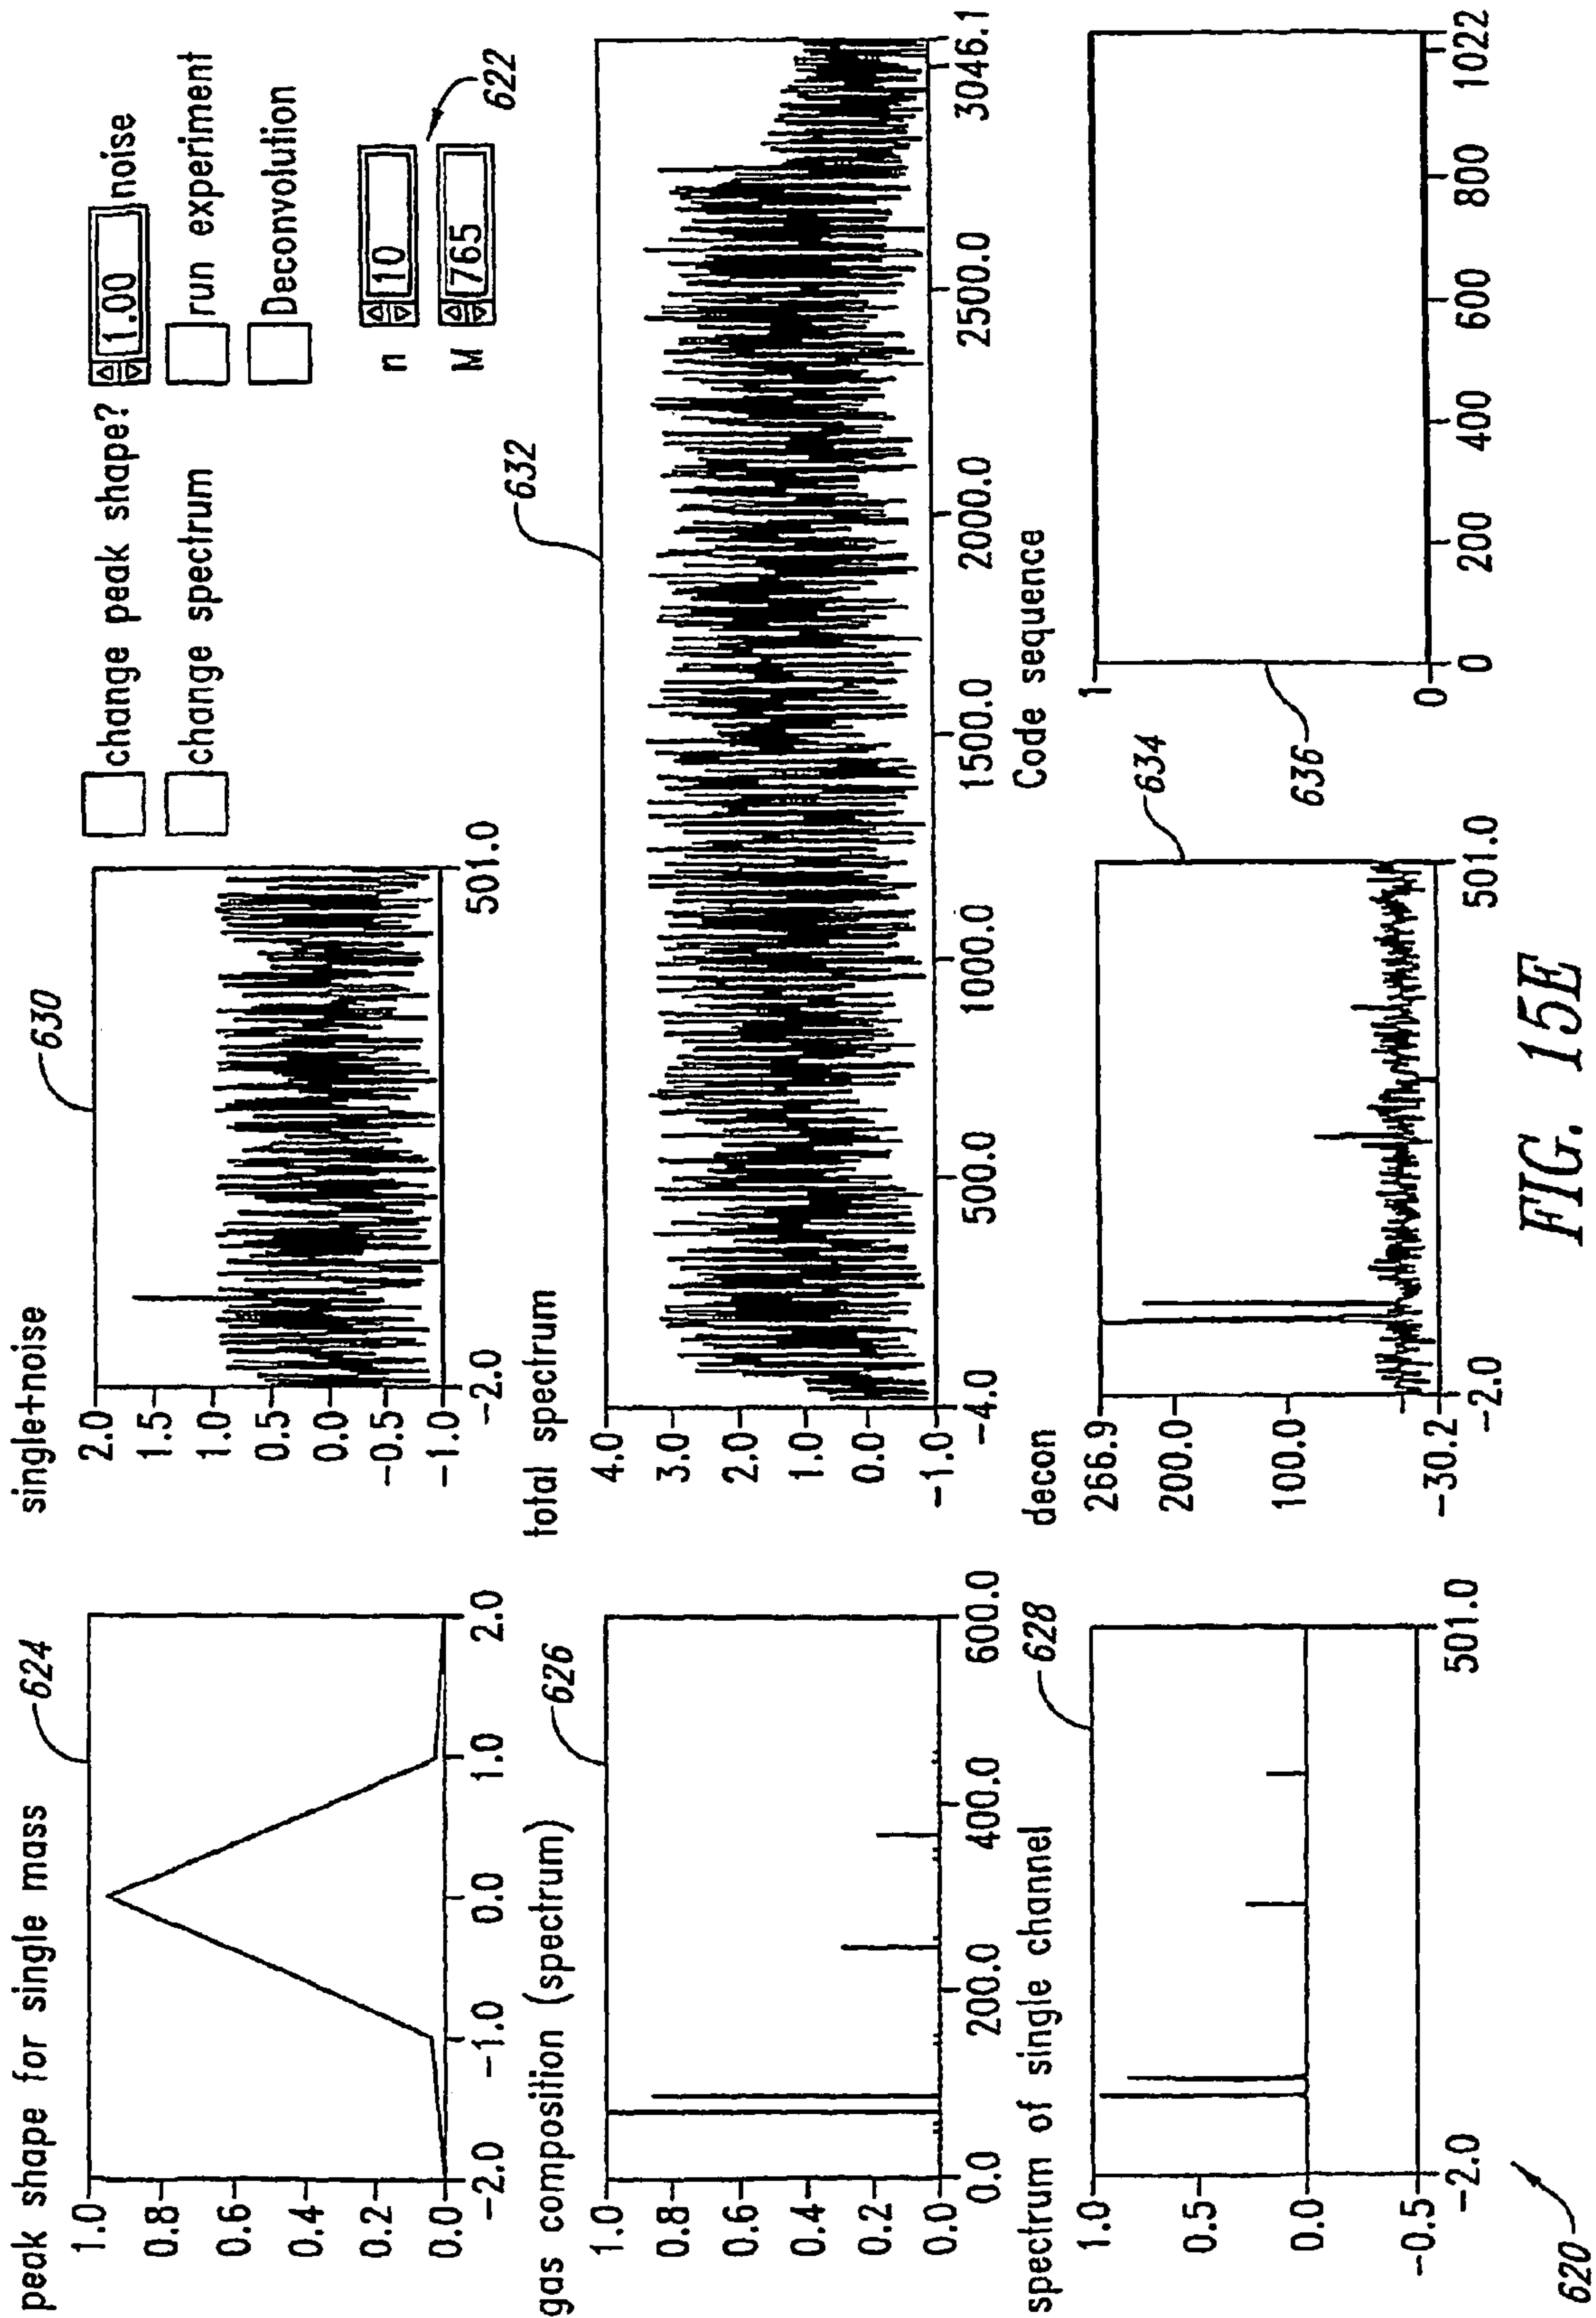 peak shape for single mass
624
1.0
0.8
0.6
0.4
0.2
0.0
-2.0 -1.0 0.0 1.0 2.0
single+noise
630
2.0
1.5
1.0
0.5
0.0
-0.5
-1.0
-2.0 501.0
change peak shape?
change spectrum
1.00 noise
run experiment
Deconvolution
n 10
M 765
622
gas composition (spectrum)
626
1.0
0.8
0.6
0.4
0.2
0.0
0.0 200.0 400.0 600.0
total spectrum
632
4.0
3.0
2.0
1.0
0.0
-1.0
-4.0 500.0 1000.0 1500.0 2000.0 2500.0 3046.1
spectrum of single channel
628
1.0
0.5
0.0
-0.5
-2.0 501.0
decon
634
266.9
200.0
100.0
-30.2
-2.0 501.0
Code sequence
636
1
0
0 200 400 600 800 1022
620
FIG. 15E